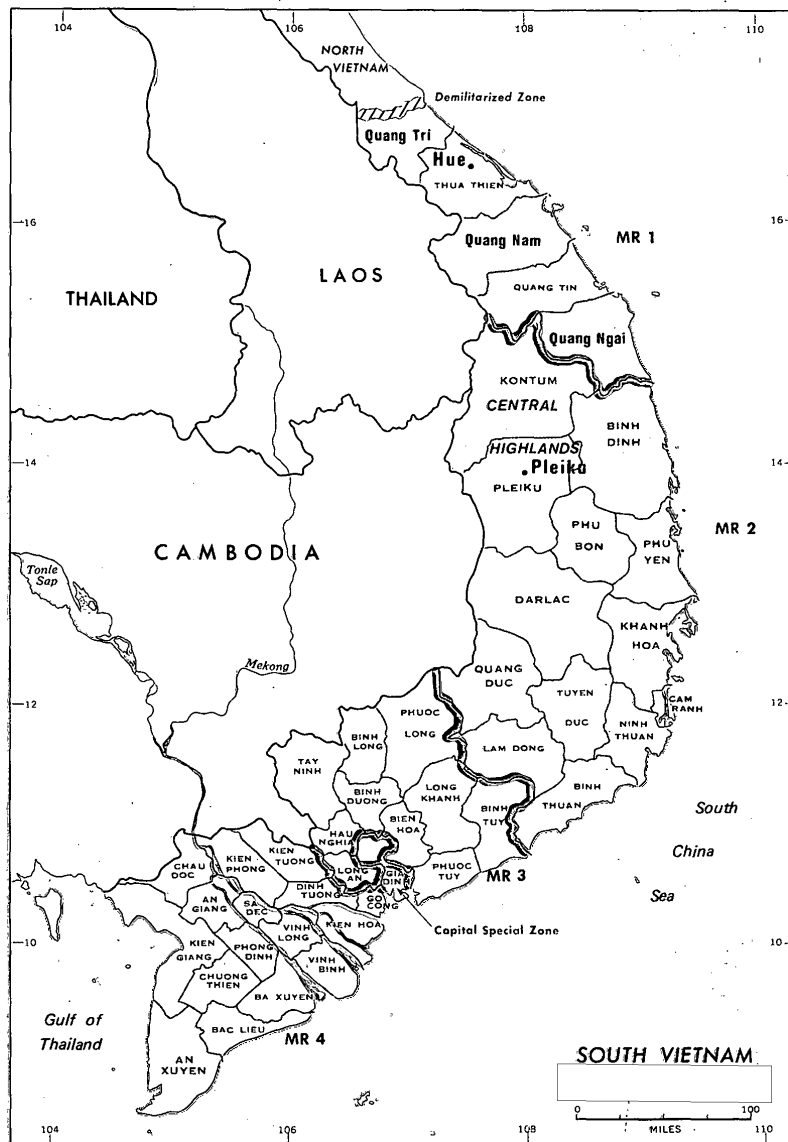 104
106
108
110
NORTH
VIETNAM
Demilitarized Zone
Quang Tri
Hue
THUA THIEN
16
16
MR 1
Quang Nam
LAOS
QUANG TIN
THAILAND
Quang Ngai
KONTUM
CENTRAL
BINH
DINH
HIGHLANDS
14
Pleiku
14
PLEIKU
MR 2
PHU
BON
PHU
YEN
CAMBODIA
Tonle
Sap
DARLAC
KHANH
HOA
Mekong
QUANG
DUC
12
TUYEN
DUC
CAM
RANH
12
PHUOC
LONG
NINH
THUAN
BINH
LONG
LAM DONG
TAY
NINH
BINH
DUONG
LONG
KHANH
BINH
TUY
BINH
THUAN
BIEN
HOA
South
China
Sea
HAU
NGHIA
KIEN
TUONG
KIEN
PHONG
CHAU
DOC
LONG
AN
GIA
DINH
PHUOC
TUY
MR 3
DINH
TUONG
GO
CONG
AN
GIANG
SA
DEC
Capital Special Zone
VINH
LONG
KIEN HOA
10
10
KIEN
GIANG
PHONG
DINH
VINH
BINH
CHUONG
THIEN
BA XUYEN
Gulf of
Thailand
BAC LIEU
MR 4
AN
XUYEN
SOUTH VIETNAM
0
100
MILES
104
106
108
110